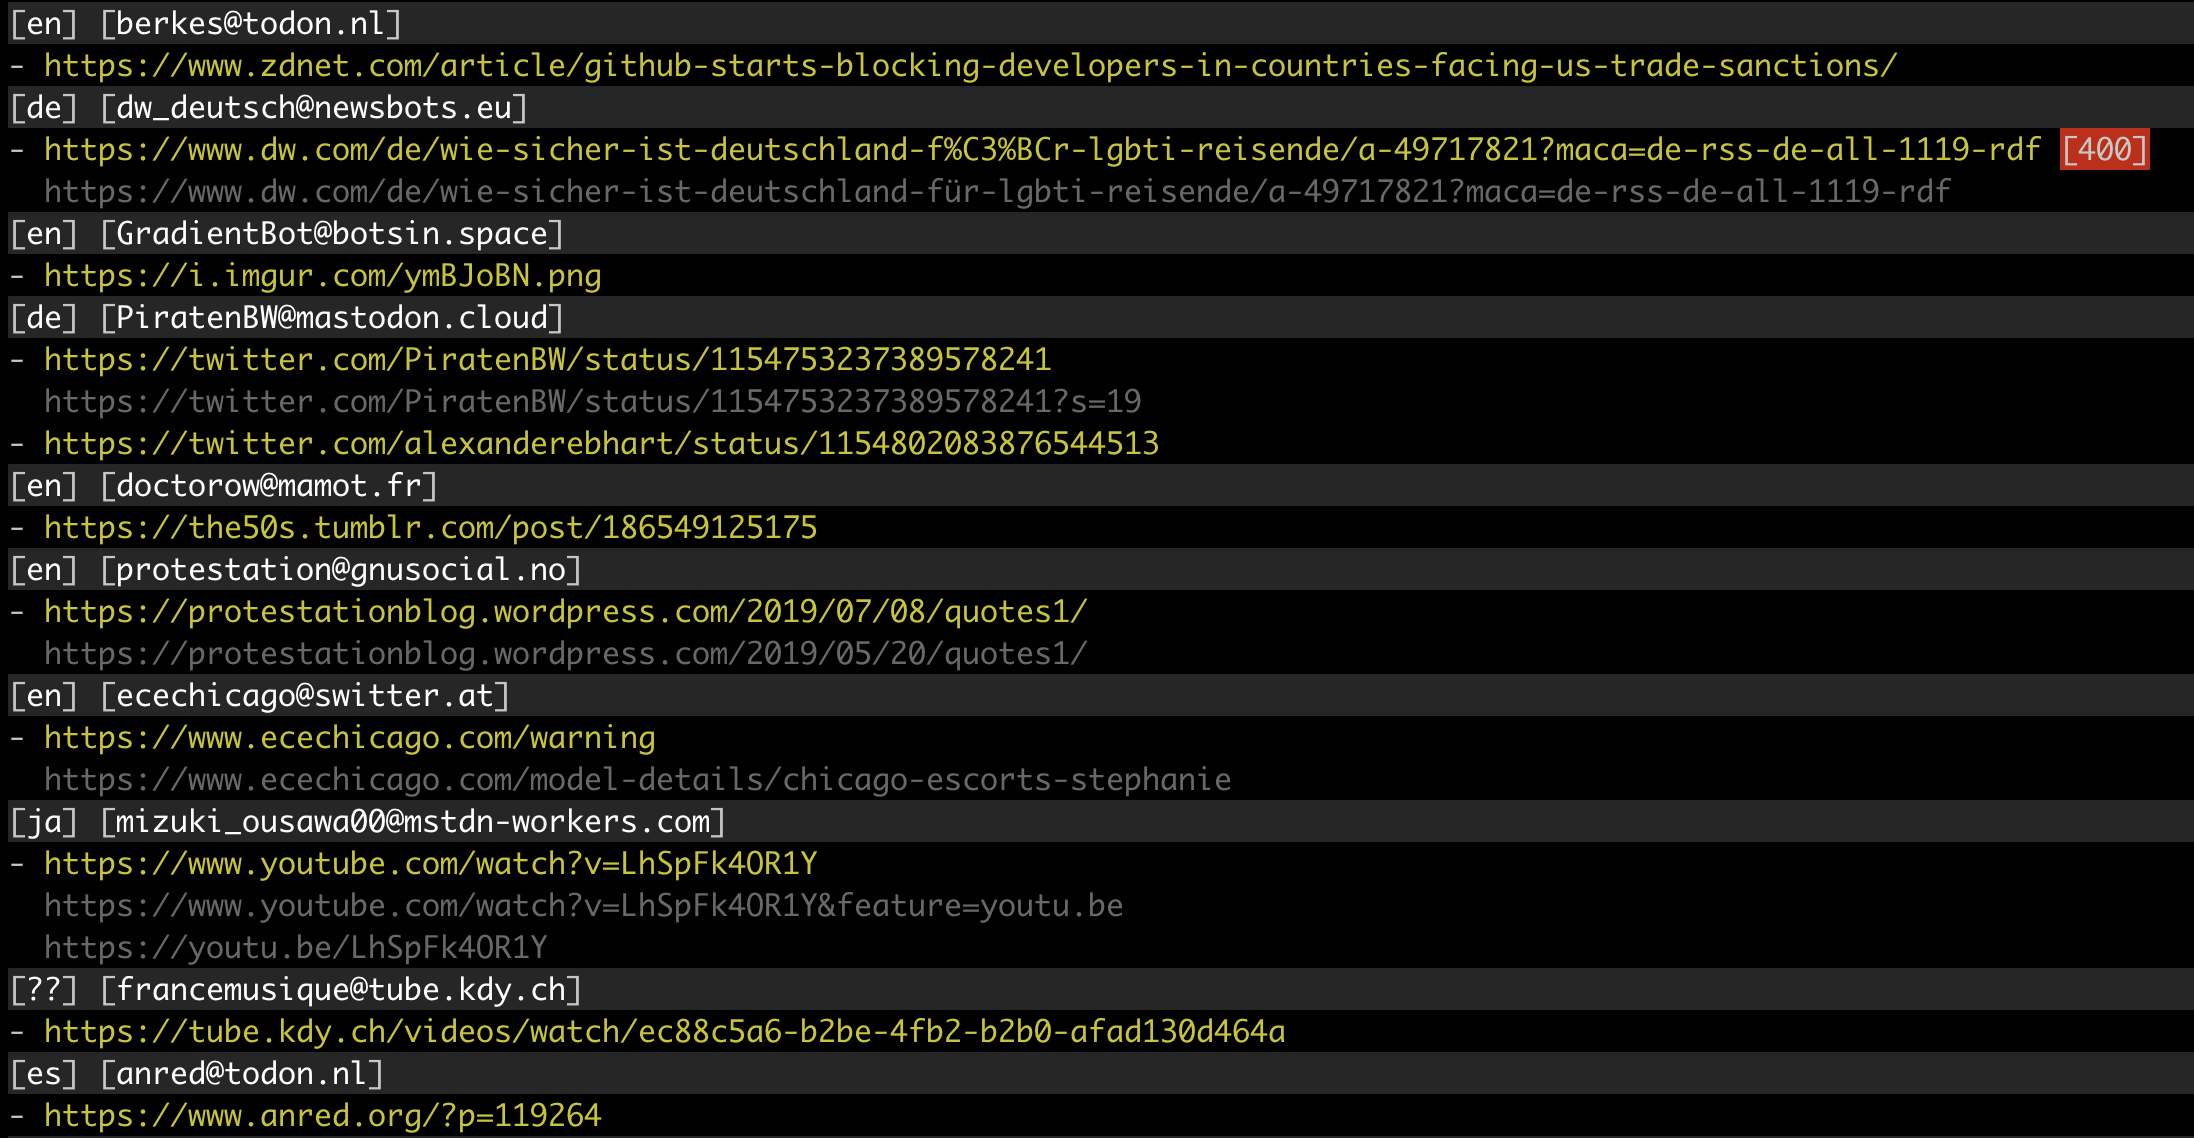 [en] [berkes@todon.nl]
- https://www.zdnet.com/article/github-starts-blocking-developers-in-countries-facing-us-trade-sanctions/
[de] [dw_deutsch@newsbots.eu]
- https://www.dw.com/de/wie-sicher-ist-deutschland-f%C3%BCr-lgbti-reisende/a-49717821?maca=de-rss-de-all-1119-rdf [400]
https://www.dw.com/de/wie-sicher-ist-deutschland-für-lgbti-reisende/a-49717821?maca=de-rss-de-all-1119-rdf
[en] [GradientBot@botsin.space]
- https://i.imgur.com/ymBJoBN.png
[de] [PiratenBW@mastodon.cloud]
- https://twitter.com/PiratenBW/status/1154753237389578241
https://twitter.com/PiratenBW/status/1154753237389578241?s=19
- https://twitter.com/alexanderebhart/status/1154802083876544513
[en] [doctorow@mamot.fr]
- https://the50s.tumblr.com/post/186549125175
[en] [protestation@gnusocial.no]
- https://protestationblog.wordpress.com/2019/07/08/quotes1/
https://protestationblog.wordpress.com/2019/05/20/quotes1/
[en] [ecechicago@switter.at]
- https://www.ecechicago.com/warning
https://www.ecechicago.com/model-details/chicago-escorts-stephanie
[ja] [mizuki_ousawa00@mstdn-workers.com]
- https://www.youtube.com/watch?v=LhSpFk4OR1Y
https://www.youtube.com/watch?v=LhSpFk4OR1Y&feature=youtu.be
https://youtu.be/LhSpFk4OR1Y
[??] [francemusique@tube.kdy.ch]
- https://tube.kdy.ch/videos/watch/ec88c5a6-b2be-4fb2-b2b0-afad130d464a
[es] [anred@todon.nl]
- https://www.anred.org/?p=119264